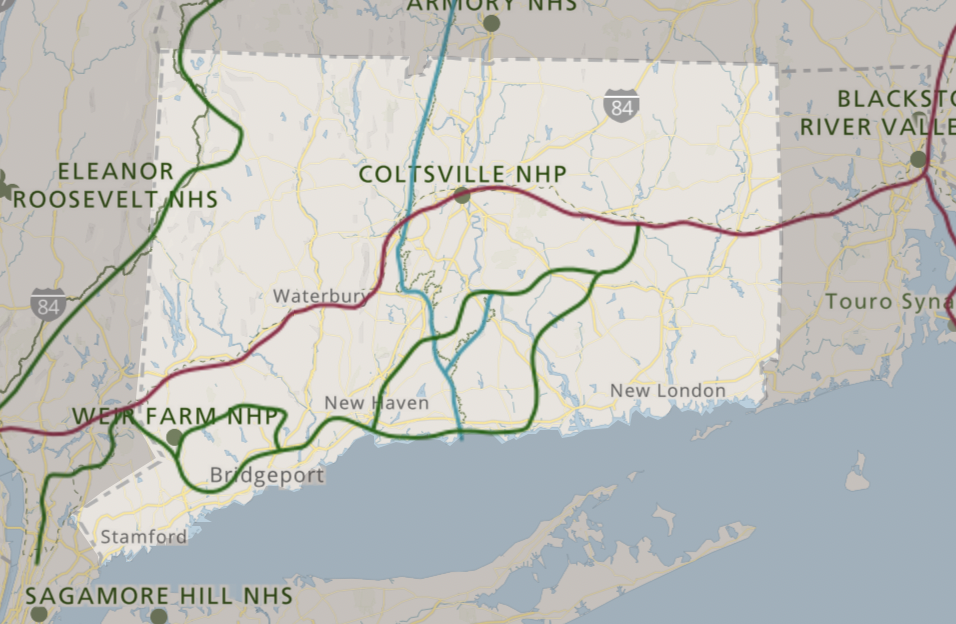 ARMORY NHS
84
BLACKSTO
RIVER VALLE
ELEANOR
ROOSEVELT NHS
COLTSVILLE NHP
84
Waterbury
Touro Syna
New London
New Haven
WEIR FARM NHP
Bridgeport
Stamford
SAGAMORE HILL NHS